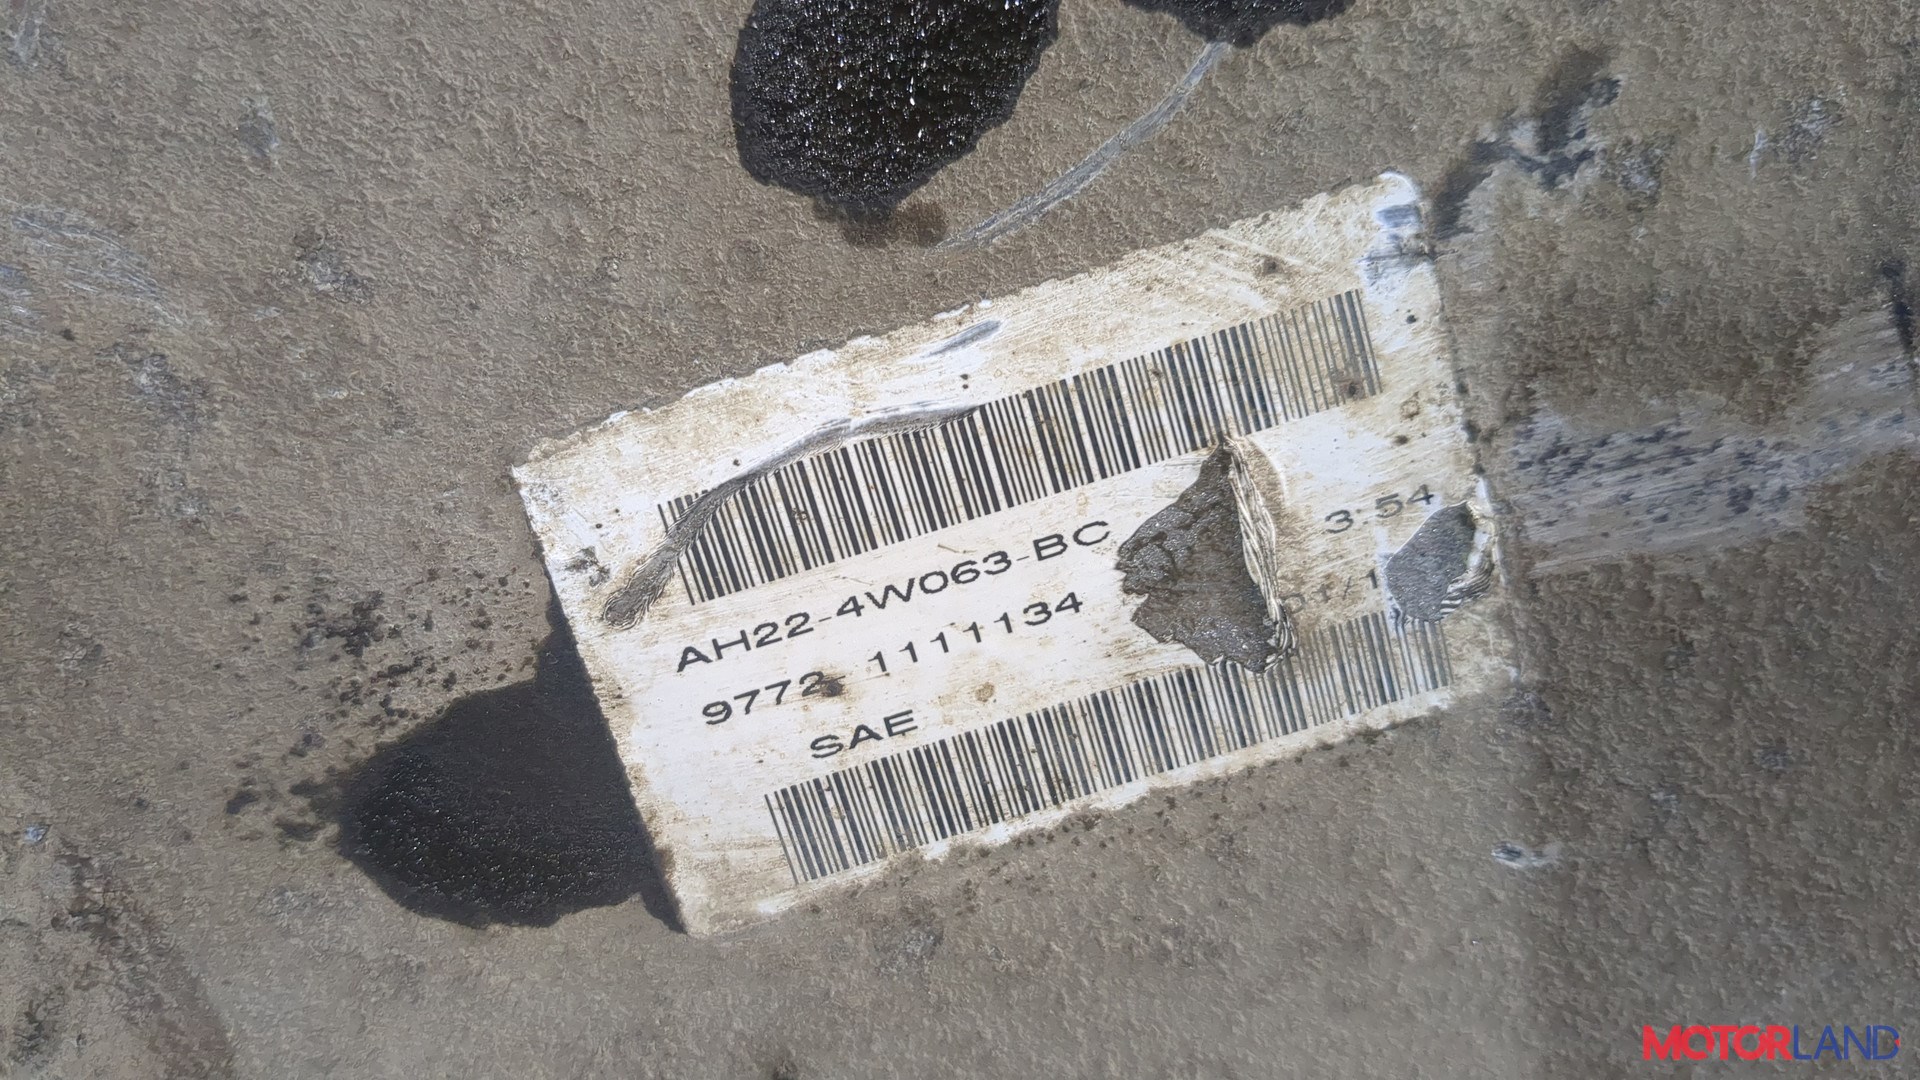 AH22-4W063-BC 3:54
9772 1111134
SAE
MOTORLAND